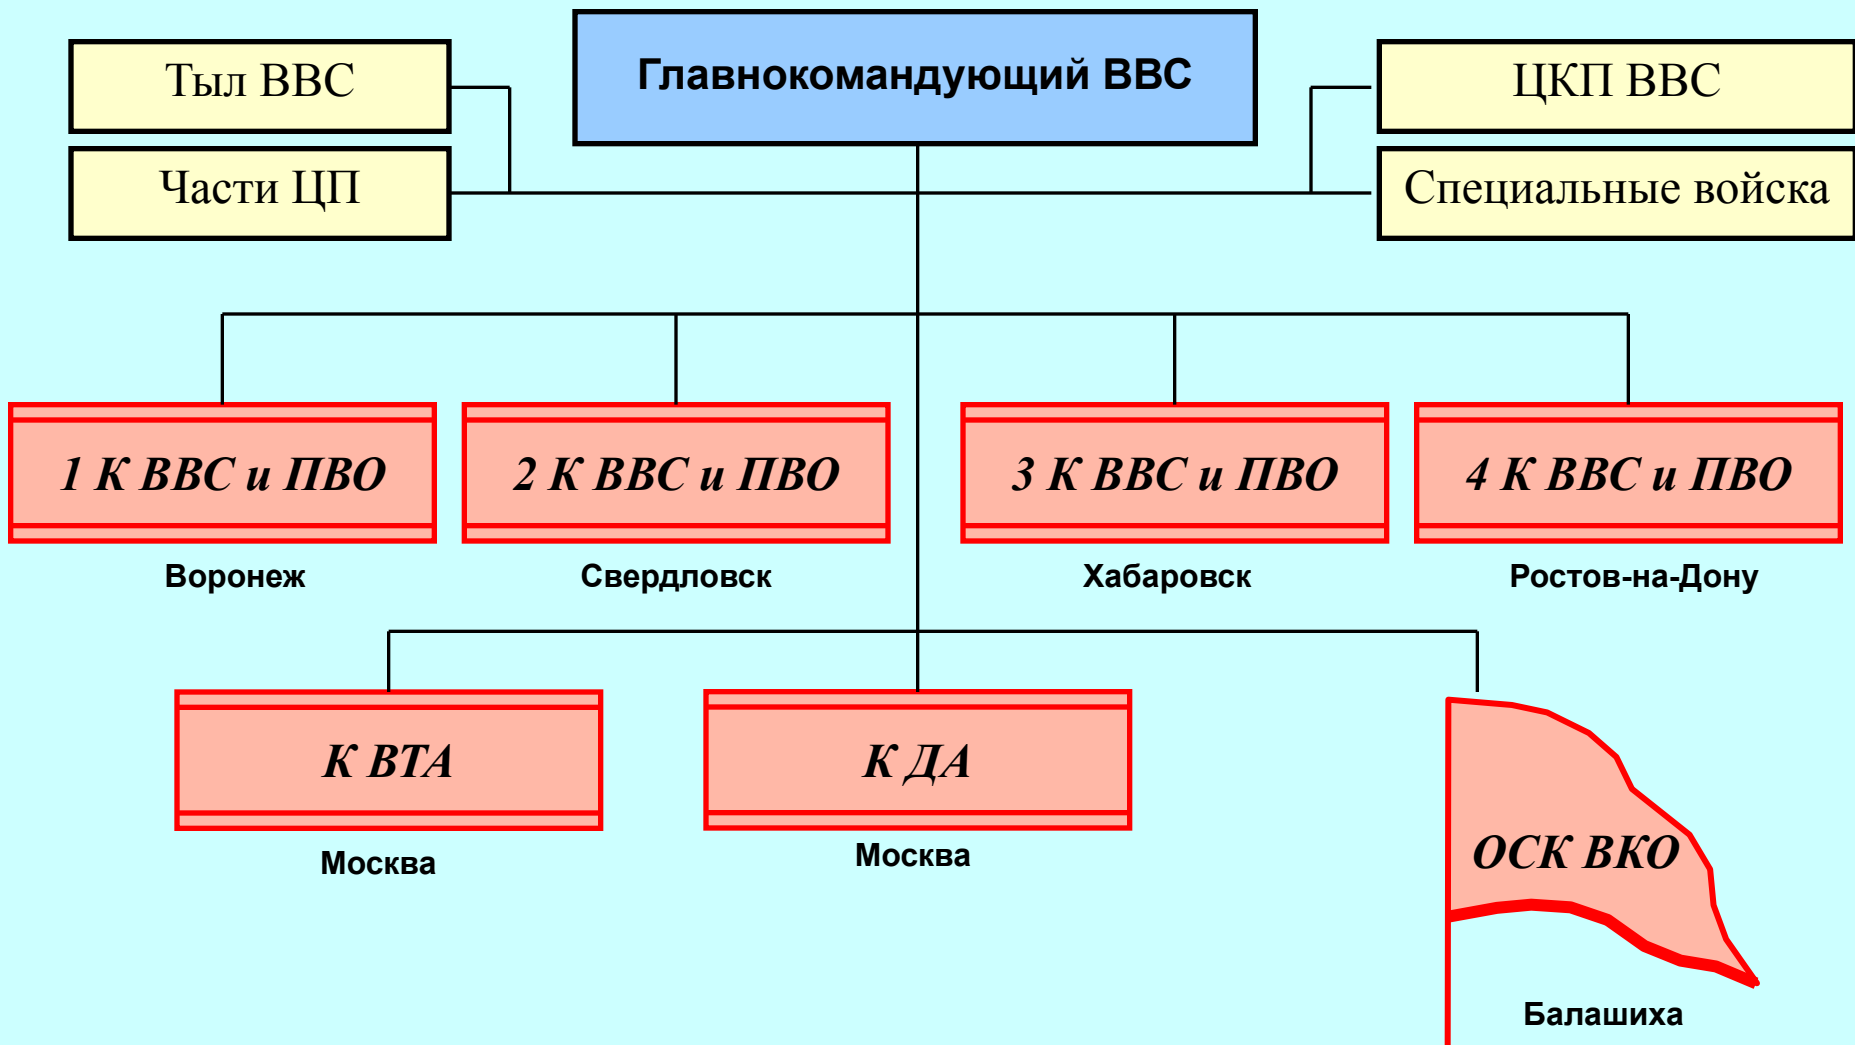 Главнокомандующий ВВС
Тыл ВВС
ЦКП ВВС
Части ЦП
Специальные войска
1 К ВВС и ПВО
2 К ВВС и ПВО
3 К ВВС и ПВО
4 К ВВС и ПВО
Воронеж
Свердловск
Хабаровск
Ростов-на-Дону
К ВТА
К ДА
ОСК ВКО
Москва
Москва
Балашиха